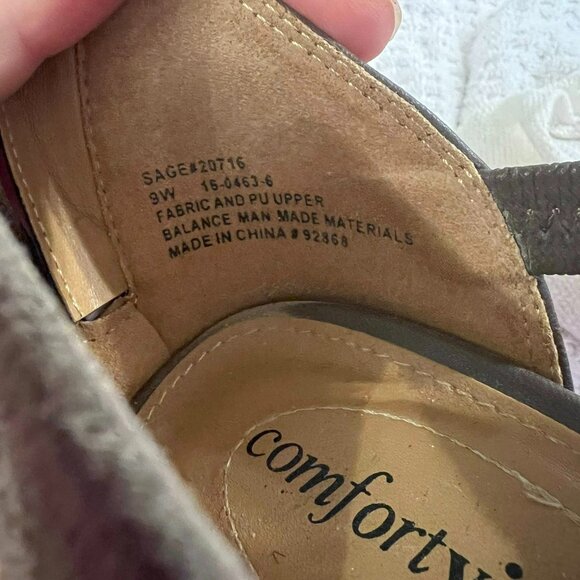 SAGE#20716
9W 16-0463-6
FABRIC AND PU UPPER
BALANCE MAN MADE MATERIALS
MADE IN CHINA #92868
comfortvi